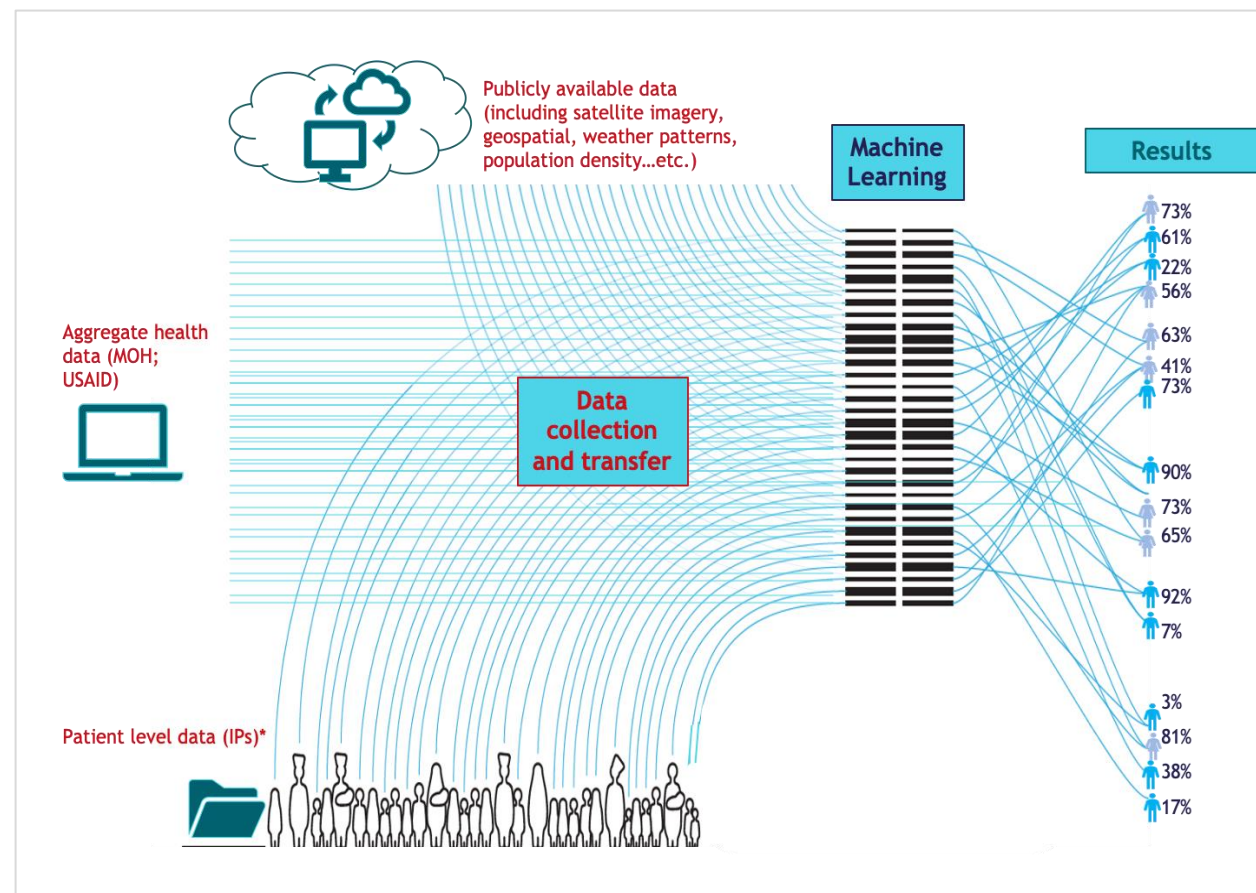 Publicly available data
(including satellite imagery,
geospatial, weather patterns,
population density...etc.)
Machine
Learning
Results
Aggregate health
data (MOH;
USAID)
Data
collection
and transfer
Patient level data (IPs)*
73%
61%
22%
56%
63%
41%
73%
90%
73%
65%
92%
7%
3%
81%
38%
17%